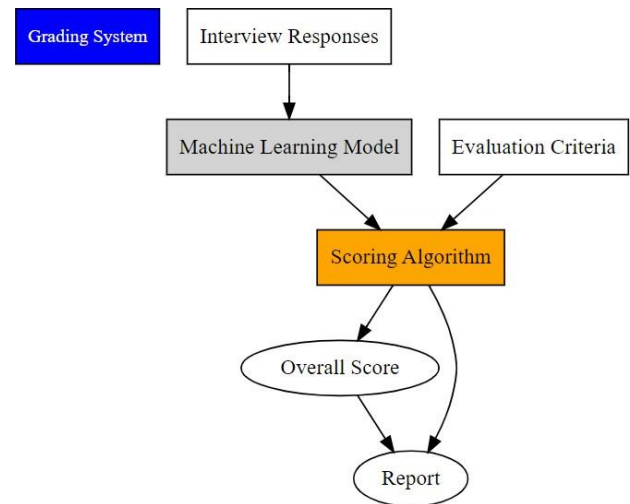 Grading System
Interview Responses
Machine Learning Model
Evaluation Criteria
Scoring Algorithm
Overall Score
Report